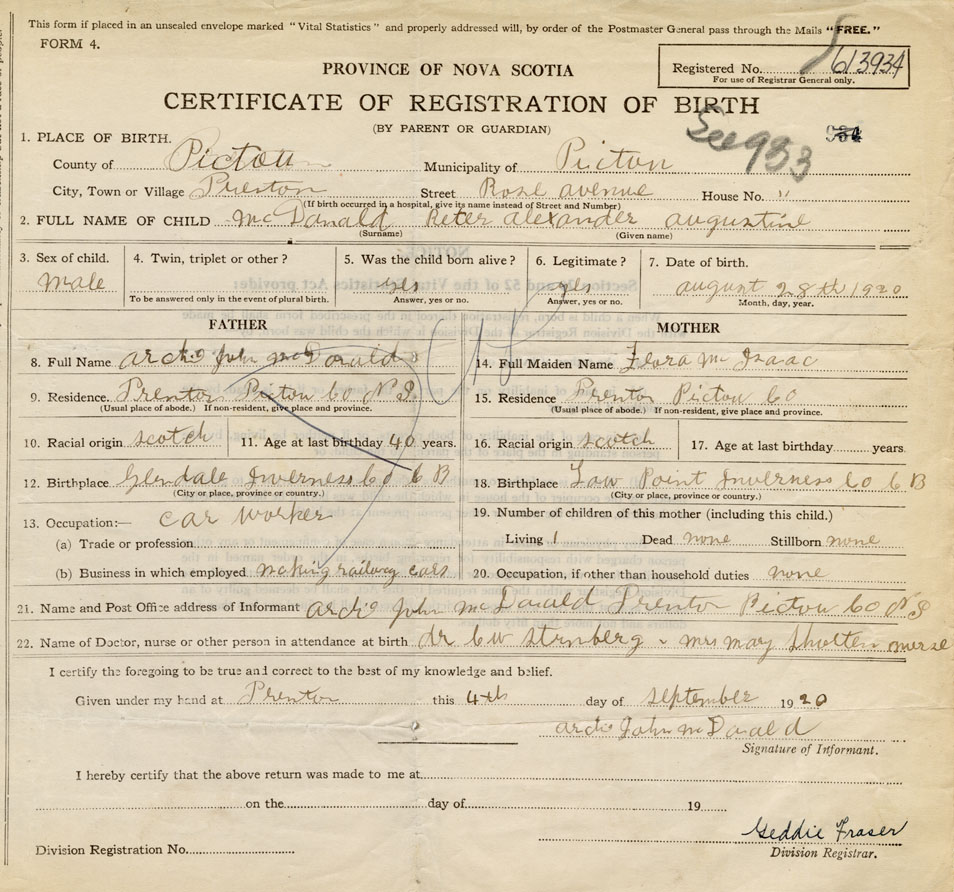 This form if placed in an unsealed envelope marked "Vital Statistics" and properly addressed will, by order of the Postmaster General pass through the Mails "FREE."
FORM 4.
Registered No. 613934
For use of Registrar General only.
PROVINCE OF NOVA SCOTIA
CERTIFICATE OF REGISTRATION OF BIRTH
(BY PARENT OR GUARDIAN)
See 933
934
1. PLACE OF BIRTH.
County of Pictou Municipality of Picton
City, Town or Village Trenton Street Rose avenue House No. "
(If birth occurred in a hospital, give its name instead of Street and Number)
2. FULL NAME OF CHILD McDonald Peter alexander augustine
(Surname) (Given name)
3. Sex of child. 4. Twin, triplet or other ? 5. Was the child born alive ? 6. Legitimate ? 7. Date of birth.
Male yes yes august 28th 1920
To be answered only in the event of plural birth. Answer, yes or no. Answer, yes or no. Month, day, year.
FATHER MOTHER
8. Full Name archie John McDonald 14. Full Maiden Name Flora McIsaac
9. Residence. Trenton Picton Co N S. 15. Residence Trenton Picton Co
(Usual place of abode.) If non-resident, give place and province. (Usual place of abode.) If non-resident, give place and province.
10. Racial origin scotch 11. Age at last birthday 40 years. 16. Racial origin scotch 17. Age at last birthday years.
12. Birthplace Glendale Inverness Co C B 18. Birthplace Low Point Inverness Co C B
(City or place, province or country.) (City or place, province or country.)
13. Occupation:— car worker 19. Number of children of this mother (including this child.)
(a) Trade or profession Living 1 Dead none Stillborn none
(b) Business in which employed making railway cars 20. Occupation, if other than household duties none
21. Name and Post Office address of Informant archie John McDonald Trenton Pictou Co N S
22. Name of Doctor, nurse or other person in attendance at birth dr C W mrs may nurse
I certify the foregoing to be true and correct to the best of my knowledge and belief.
Given under my hand at Trenton this 4th day of september 1920
archie John McDonald
Signature of Informant.
I hereby certify that the above return was made to me at
on the day of 19
Geddie Fraser
Division Registration No. Division Registrar.